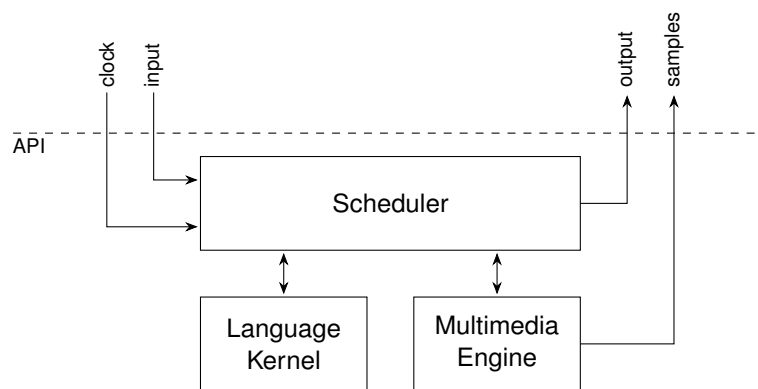 clock
input
output
samples
API
Scheduler
Language
Kernel
Multimedia
Engine